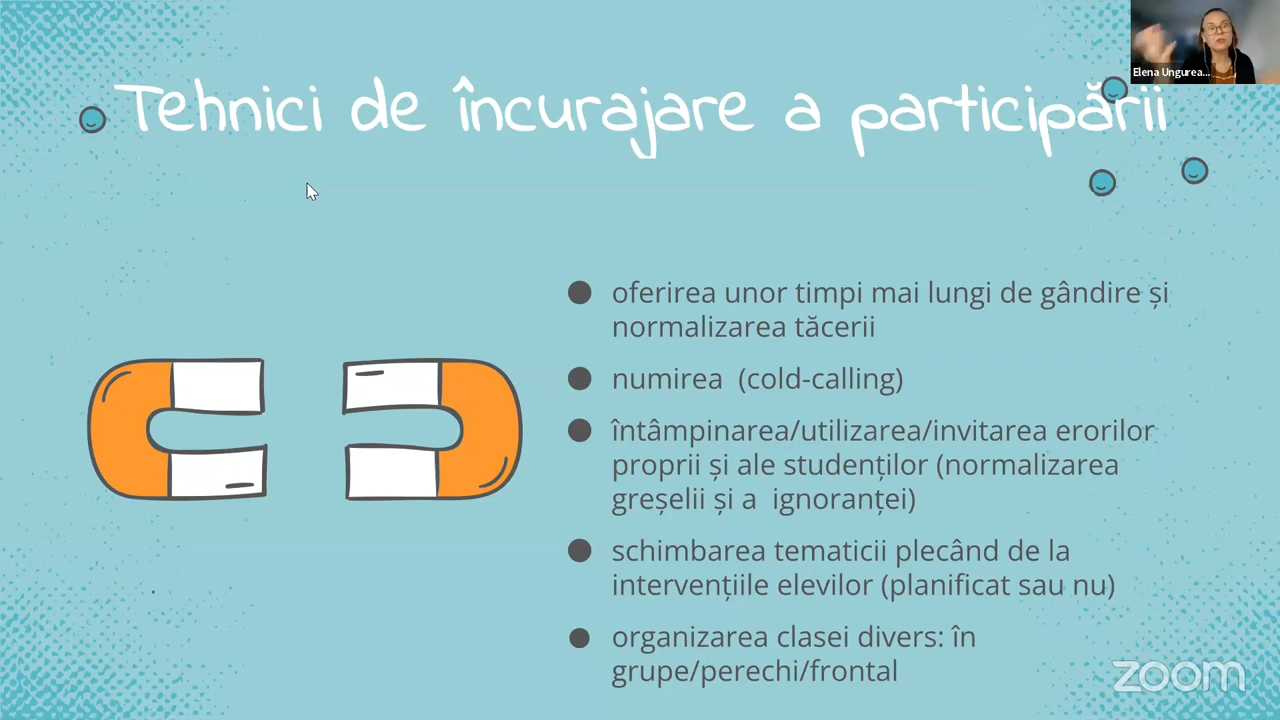 Elena Ungurea...
Tehnici de încurajare a participării
● oferirea unor timpi mai lungi de gândire și
normalizarea tăcerii
● numirea (cold-calling)
● întâmpinarea/utilizarea/invitarea erorilor
proprii și ale studenților (normalizarea
greșelii și a ignoranței)
● schimbarea tematicii plecând de la
intervențiile elevilor (planificat sau nu)
● organizarea clasei divers: în
grupe/perechi/frontal
zoom